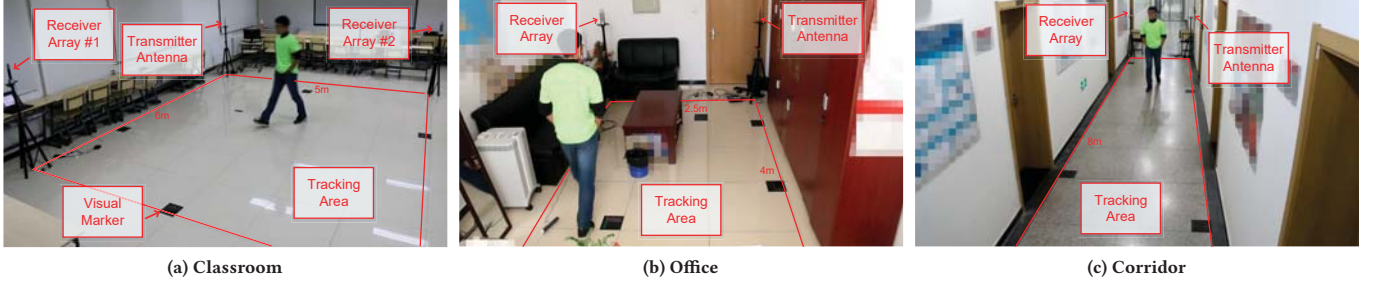 Receiver
Array #1
Transmitter
Antenna
Receiver
Array #2
5m
6m
Tracking
Area
Visual
Marker
(a) Classroom
Receiver
Array
Transmitter
Antenna
2.5m
4m
Tracking
Area
(b) Office
Receiver
Array
Transmitter
Antenna
8m
Tracking
Area
(c) Corridor